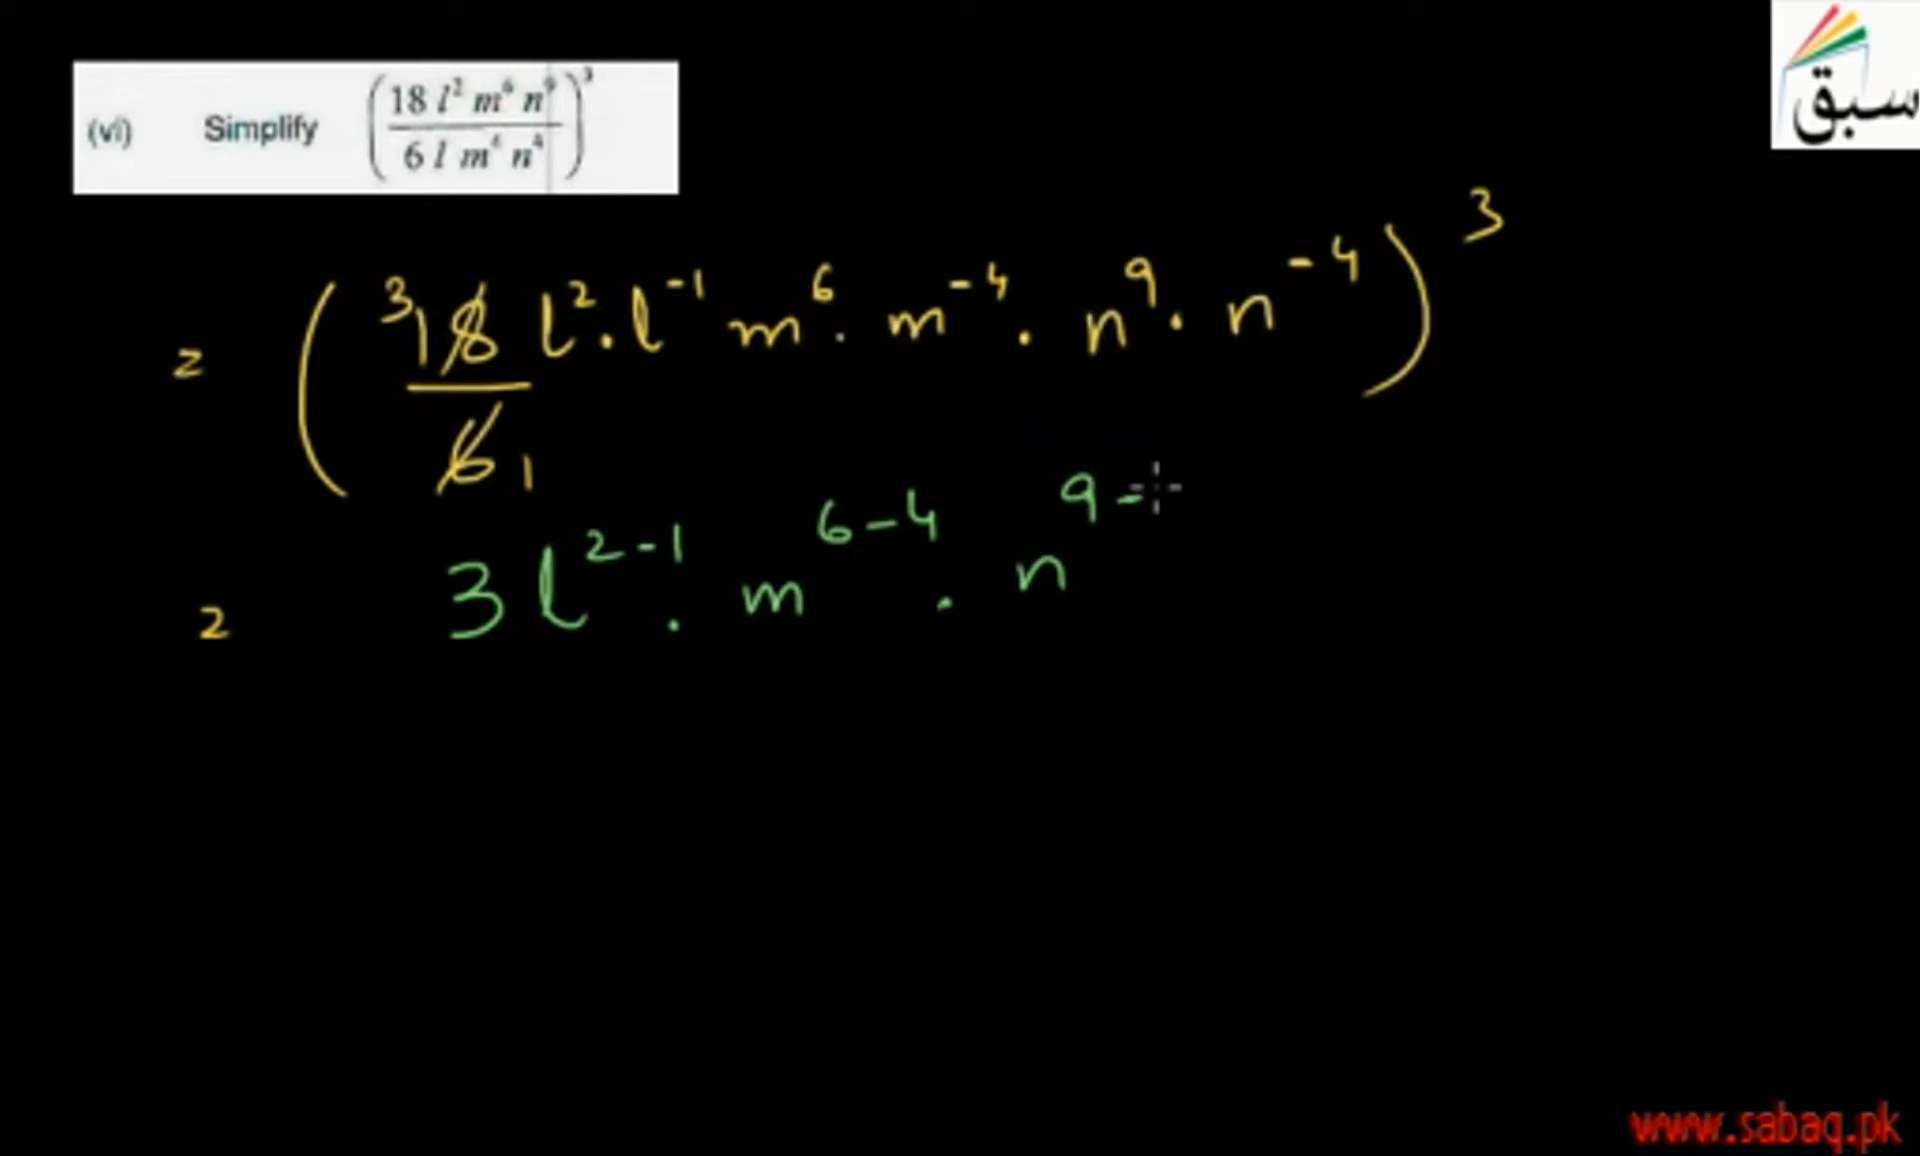 سبق
(vi) Simplify (18 l² m⁶ n⁹ / 6 l m⁴ n⁴)³
= (³18/6₁ l² . l⁻¹ m⁶ . m⁻⁴ . n⁹ . n⁻⁴)³
= 3 l²⁻¹ . m⁶⁻⁴ . n⁹⁻
www.sabaq.pk